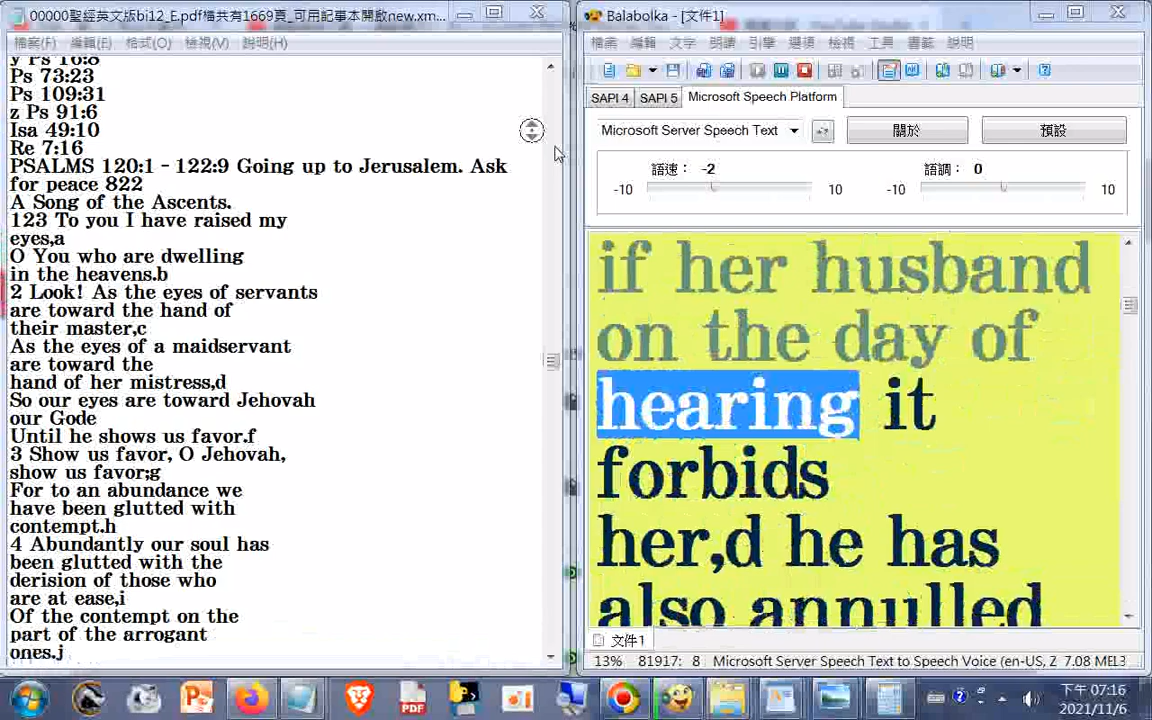 00000聖經英文版bi12_E.pdf檔共有1669頁_可用記事本開啟new.xm...
檔案(F) 編輯(E) 格式(O) 檢視(V) 說明(H)
y Ps 16:8
Ps 73:23
Ps 109:31
z Ps 91:6
Isa 49:10
Re 7:16
PSALMS 120:1–122:9 Going up to Jerusalem. Ask
for peace 822
A Song of the Ascents.
123 To you I have raised my
eyes,a
O You who are dwelling
in the heavens.b
2 Look! As the eyes of servants
are toward the hand of
their master,c
As the eyes of a maidservant
are toward the
hand of her mistress,d
So our eyes are toward Jehovah
our Gode
Until he shows us favor.f
3 Show us favor, O Jehovah,
show us favor;g
For to an abundance we
have been glutted with
contempt.h
4 Abundantly our soul has
been glutted with the
derision of those who
are at ease,i
Of the contempt on the
part of the arrogant
ones.j
Balabolka - [文件1]
檔案 編輯 文字 朗讀 引擎 選項 檢視 工具 書籤 說明
SAPI 4 SAPI 5 Microsoft Speech Platform
Microsoft Server Speech Text 關於 預設
語速: -2 語調: 0
-10 10 -10 10
if her husband
on the day of
hearing it
forbids
her,d he has
also annulled
文件1
13% 81917: 8 Microsoft Server Speech Text to Speech Voice (en-US, Z 7.08 MEL3
PDF
下午 07:16
2021/11/6